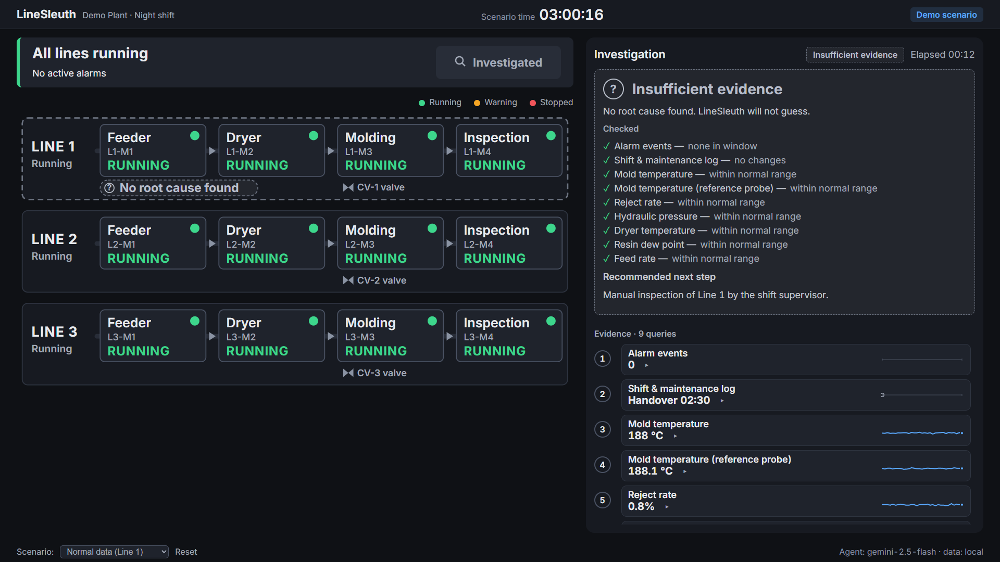 LineSleuth Demo Plant · Night shift
Scenario time 03:00:16
Demo scenario
All lines running
No active alarms
Investigated
Running Warning Stopped
LINE 1
Running
Feeder
L1-M1
RUNNING
Dryer
L1-M2
RUNNING
Molding
L1-M3
RUNNING
Inspection
L1-M4
RUNNING
? No root cause found
CV-1 valve
LINE 2
Running
Feeder
L2-M1
RUNNING
Dryer
L2-M2
RUNNING
Molding
L2-M3
RUNNING
Inspection
L2-M4
RUNNING
CV-2 valve
LINE 3
Running
Feeder
L3-M1
RUNNING
Dryer
L3-M2
RUNNING
Molding
L3-M3
RUNNING
Inspection
L3-M4
RUNNING
CV-3 valve
Investigation
Insufficient evidence
Elapsed 00:12
? Insufficient evidence
No root cause found. LineSleuth will not guess.
Checked
✓ Alarm events — none in window
✓ Shift & maintenance log — no changes
✓ Mold temperature — within normal range
✓ Mold temperature (reference probe) — within normal range
✓ Reject rate — within normal range
✓ Hydraulic pressure — within normal range
✓ Dryer temperature — within normal range
✓ Resin dew point — within normal range
✓ Feed rate — within normal range
Recommended next step
Manual inspection of Line 1 by the shift supervisor.
Evidence · 9 queries
1
Alarm events
0
2
Shift & maintenance log
Handover 02:30
3
Mold temperature
188 °C
4
Mold temperature (reference probe)
188.1 °C
5
Reject rate
0.8%
Scenario: Normal data (Line 1) Reset
Agent: gemini-2.5-flash · data: local